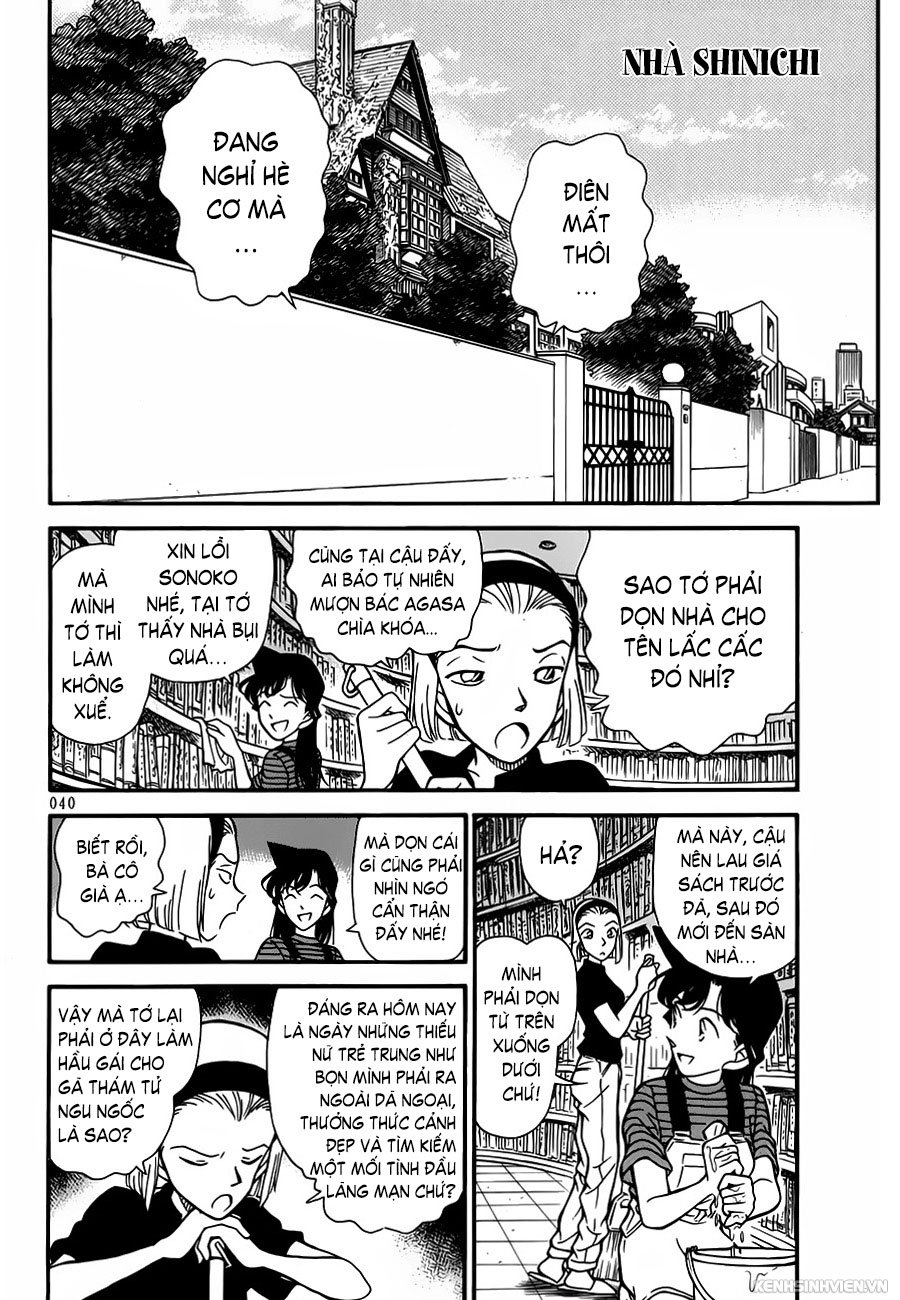 NHÀ SHINICHI
ĐIÊN
MẤT
THÔI
...
ĐANG
NGHỈ HÈ
CƠ MÀ
...
SAO TỚ PHẢI
DỌN NHÀ CHO
TÊN LẤC CẤC
ĐÓ NHỈ?
CŨNG TẠI CẬU ĐẤY,
AI BẢO TỰ NHIÊN
MƯỢN BÁC AGASA
CHÌA KHÓA...
XIN LỖI
SONOKO
NHÉ, TẠI TỚ
THẤY NHÀ BỤI
QUÁ...
MÀ
MÌNH
TỚ THÌ
LÀM
KHÔNG
XUỂ.
040
MÀ NÀY, CẬU
NÊN LAU GIÁ
SÁCH TRƯỚC
ĐÃ, SAU ĐÓ
MỚI ĐẾN SÀN
NHÀ...
HẢ?
MÌNH
PHẢI DỌN
TỪ TRÊN
XUỐNG
DƯỚI
CHỨ!
MÀ DỌN CÁI
GÌ CŨNG PHẢI
NHÌN NGÓ
CẨN THẬN
ĐẤY NHÉ!
BIẾT RỒI,
BÀ CÔ
GIÀ Ạ...
ĐÁNG RA HÔM NAY
LÀ NGÀY NHỮNG THIẾU
NỮ TRẺ TRUNG NHƯ
BỌN MÌNH PHẢI RA
NGOÀI DÃ NGOẠI,
THƯỞNG THỨC CẢNH
ĐẸP VÀ TÌM KIẾM
MỘT MỐI TÌNH ĐẦU
LÃNG MẠN CHỨ?
VẬY MÀ TỚ LẠI
PHẢI Ở ĐÂY LÀM
HẦU GÁI CHO
GÃ THÁM TỬ
NGU NGỐC
LÀ SAO?
KENHSINHVIEN.VN